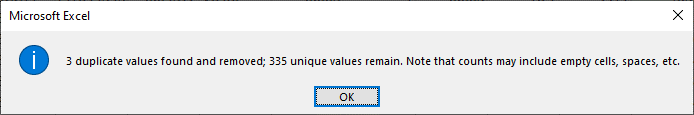 Microsoft Excel
3 duplicate values found and removed; 335 unique values remain. Note that counts may include empty cells, spaces, etc.
OK